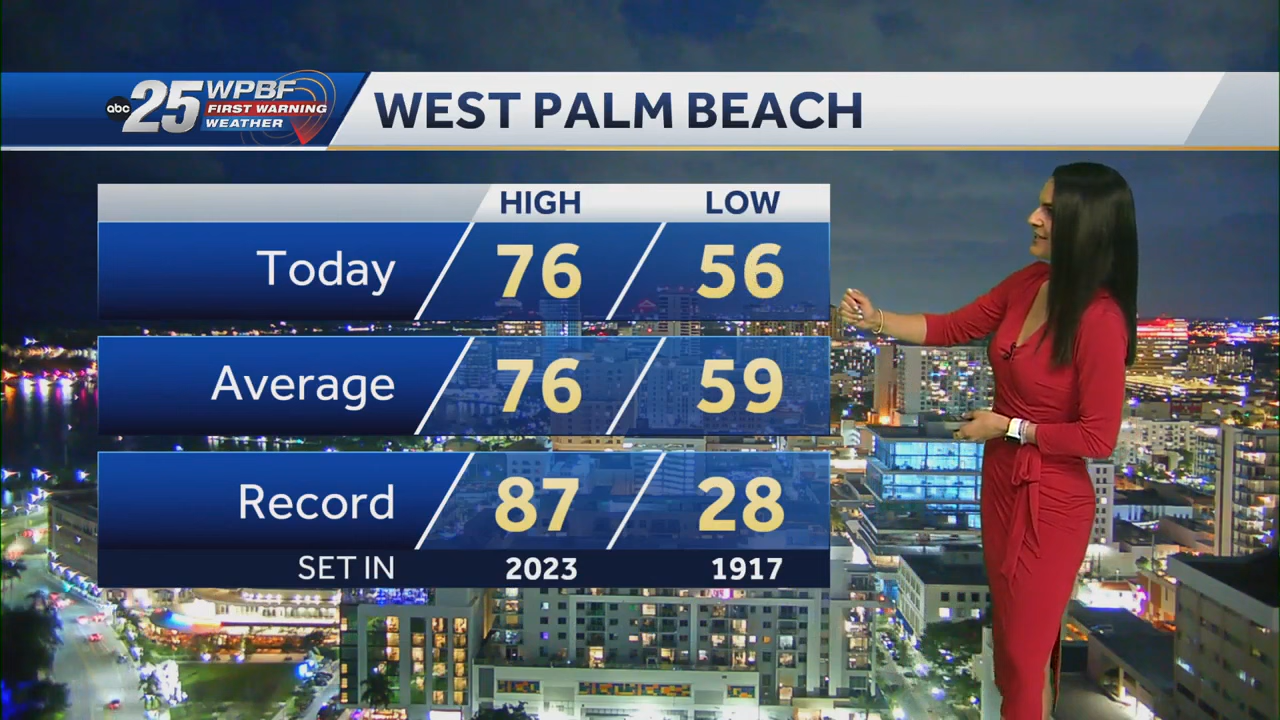 abc 25 WPBF
FIRST WARNING
WEATHER
WEST PALM BEACH
HIGH LOW
Today 76 56
Average 76 59
Record 87 28
SET IN 2023 1917